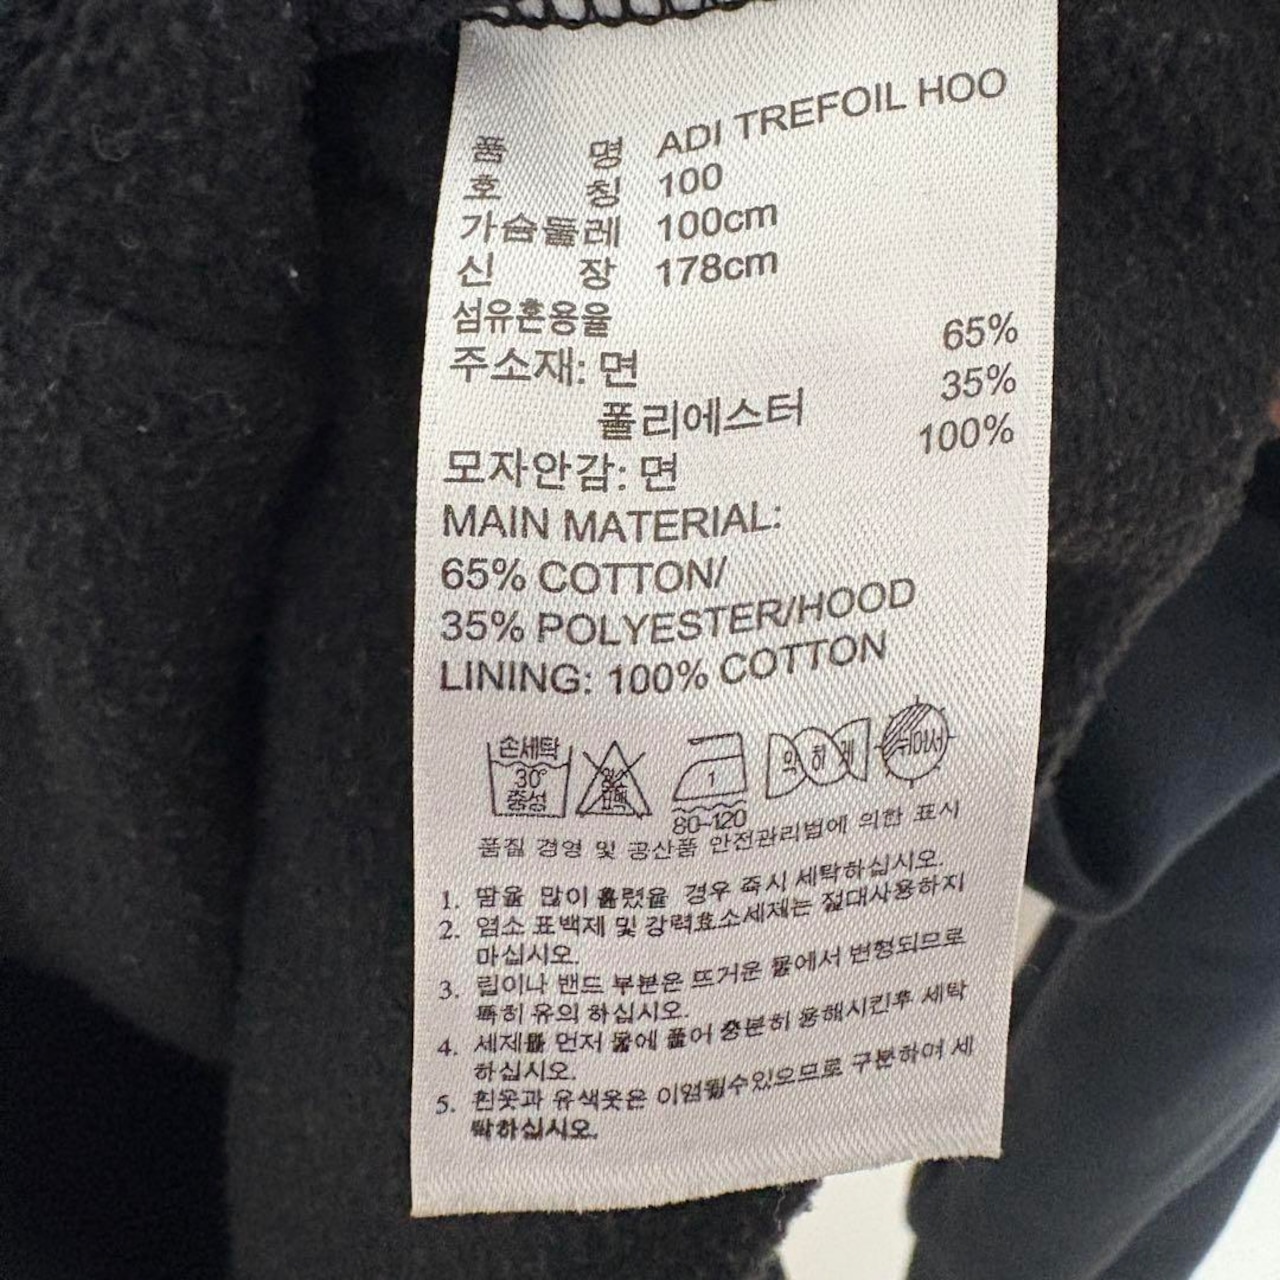 품 명 ADI TREFOIL HOO
호 칭 100
가슴둘레 100cm
신 장 178cm
섬유혼용율
주소재: 면 65%
폴리에스터 35%
모자안감: 면 100%
MAIN MATERIAL:
65% COTTON/
35% POLYESTER/HOOD
LINING: 100% COTTON
손세탁
30°
중성
1
80~120
약하게
뉘어서
품질 경영 및 공산품 안전관리법에 의한 표시
1. 땀을 많이 흘렸을 경우 즉시 세탁하십시오.
2. 염소 표백제 및 강력효소세제는 절대사용하지
마십시오.
3. 립이나 밴드 부분은 뜨거운 물에서 변형되므로
특히 유의 하십시오.
4. 세제를 먼저 물에 풀어 충분히 용해시킨후 세탁
하십시오.
5. 흰옷과 유색옷은 이염될수있으므로 구분하여 세
탁하십시오.